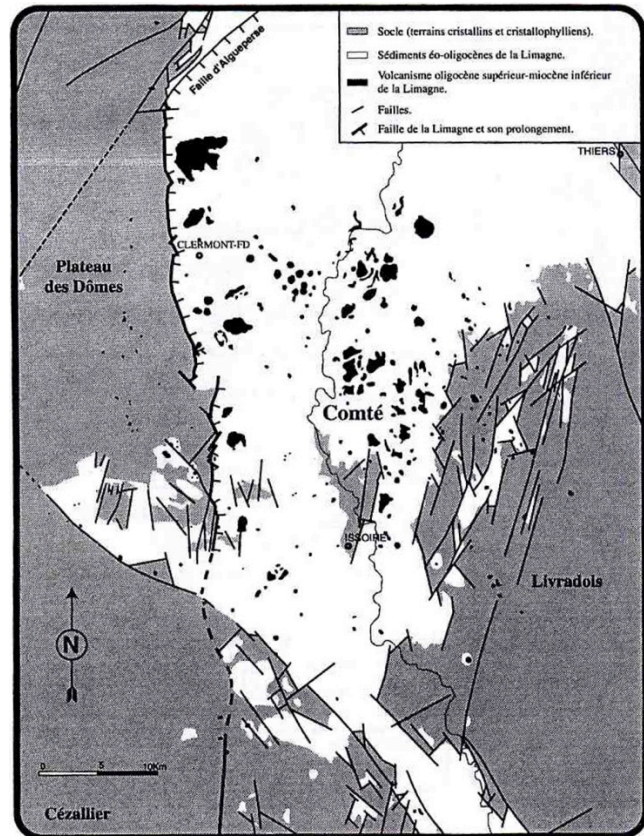 Socle (terrains cristallins et cristallophylliens).
Sédiments éo-oligocènes de la Limagne.
Volcanisme oligocène supérieur-miocène inférieur
de la Limagne.
Failles.
Faille de la Limagne et son prolongement.
Faille d'Aigueperse
THIERS
CLERMONT-FD
Plateau
des Dômes
Comté
ISSOIRE
Livradois
N
0 5 10Km
Cézallier